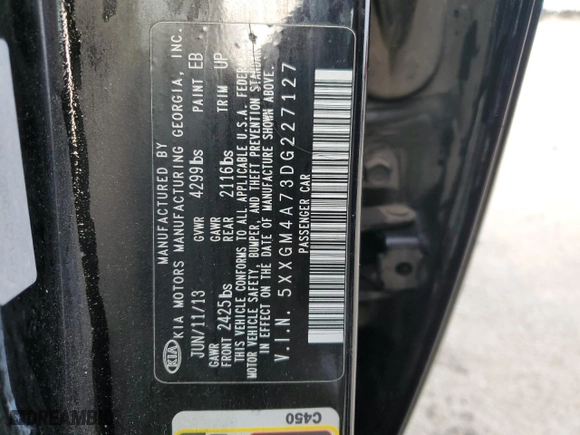 KIA
MANUFACTURED BY
KIA MOTORS MANUFACTURING GEORGIA, INC.
JUN/11/13 GVWR 4299lbs PAINT EB
GAWR FRONT 2425lbs GAWR REAR 2116lbs TRIM UP
THIS VEHICLE CONFORMS TO ALL APPLICABLE U.S.A. FEDERAL
MOTOR VEHICLE SAFETY, BUMPER, AND THEFT PREVENTION STANDARDS
IN EFFECT ON THE DATE OF MANUFACTURE SHOWN ABOVE.
V.I.N. 5XXGM4A73DG227127
PASSENGER CAR
C450